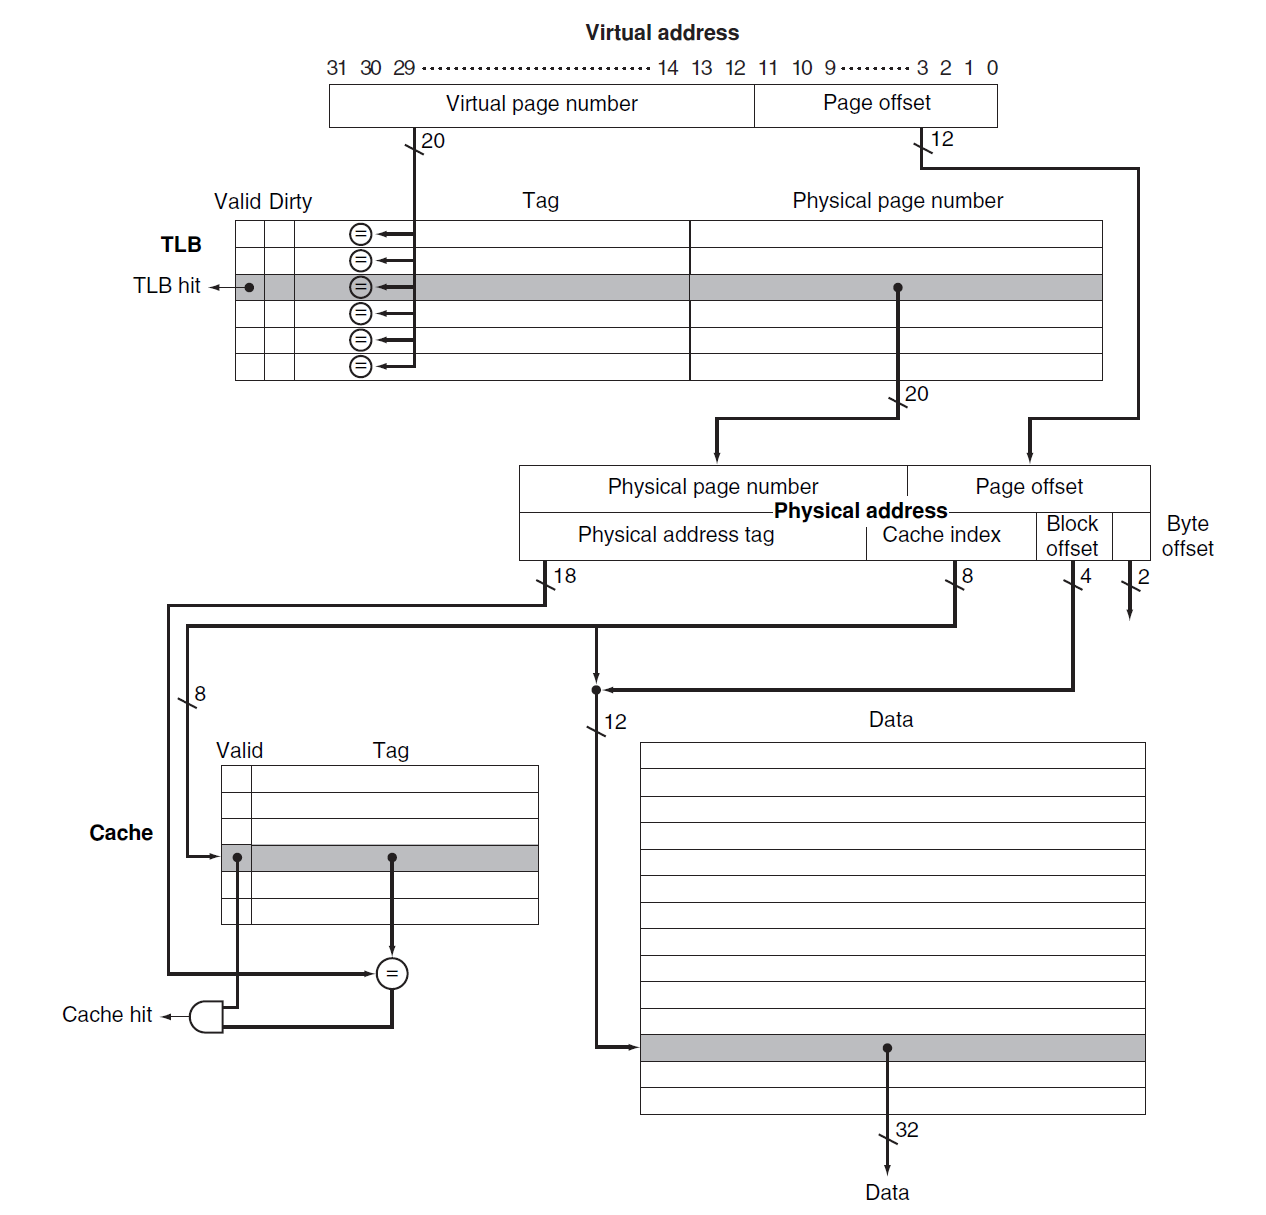 Virtual address
31 30 29 14 13 12 11 10 9 3 2 1 0
Virtual page number Page offset
20 12
Valid Dirty Tag Physical page number
TLB
=
=
TLB hit =
=
=
=
20
Physical page number Page offset
Physical address
Physical address tag Cache index Block offset Byte offset
18 8 4 2
8
12
Data
Valid Tag
Cache
=
Cache hit
32
Data